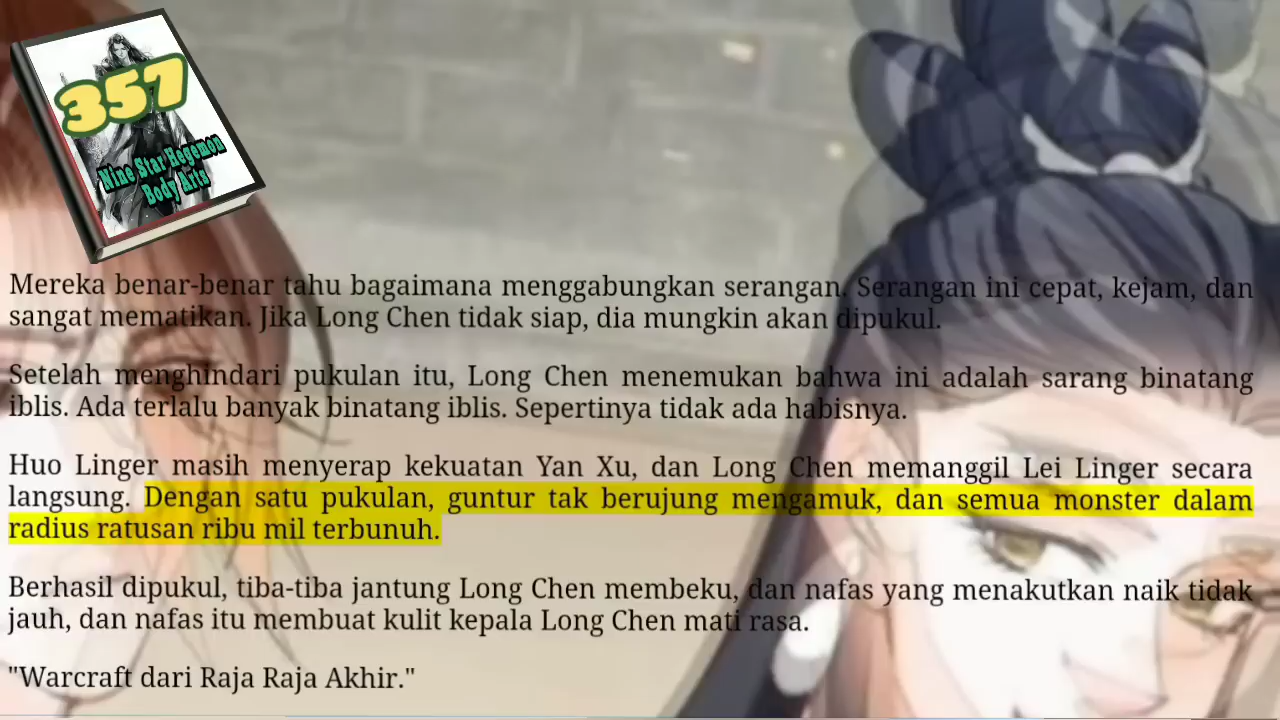 357
Nine Star Hegemon
Body Arts
Mereka benar-benar tahu bagaimana menggabungkan serangan. Serangan ini cepat, kejam, dan
sangat mematikan. Jika Long Chen tidak siap, dia mungkin akan dipukul.
Setelah menghindari pukulan itu, Long Chen menemukan bahwa ini adalah sarang binatang
iblis. Ada terlalu banyak binatang iblis. Sepertinya tidak ada habisnya.
Huo Linger masih menyerap kekuatan Yan Xu, dan Long Chen memanggil Lei Linger secara
langsung. Dengan satu pukulan, guntur tak berujung mengamuk, dan semua monster dalam
radius ratusan ribu mil terbunuh.
Berhasil dipukul, tiba-tiba jantung Long Chen membeku, dan nafas yang menakutkan naik tidak
jauh, dan nafas itu membuat kulit kepala Long Chen mati rasa.
"Warcraft dari Raja Raja Akhir."